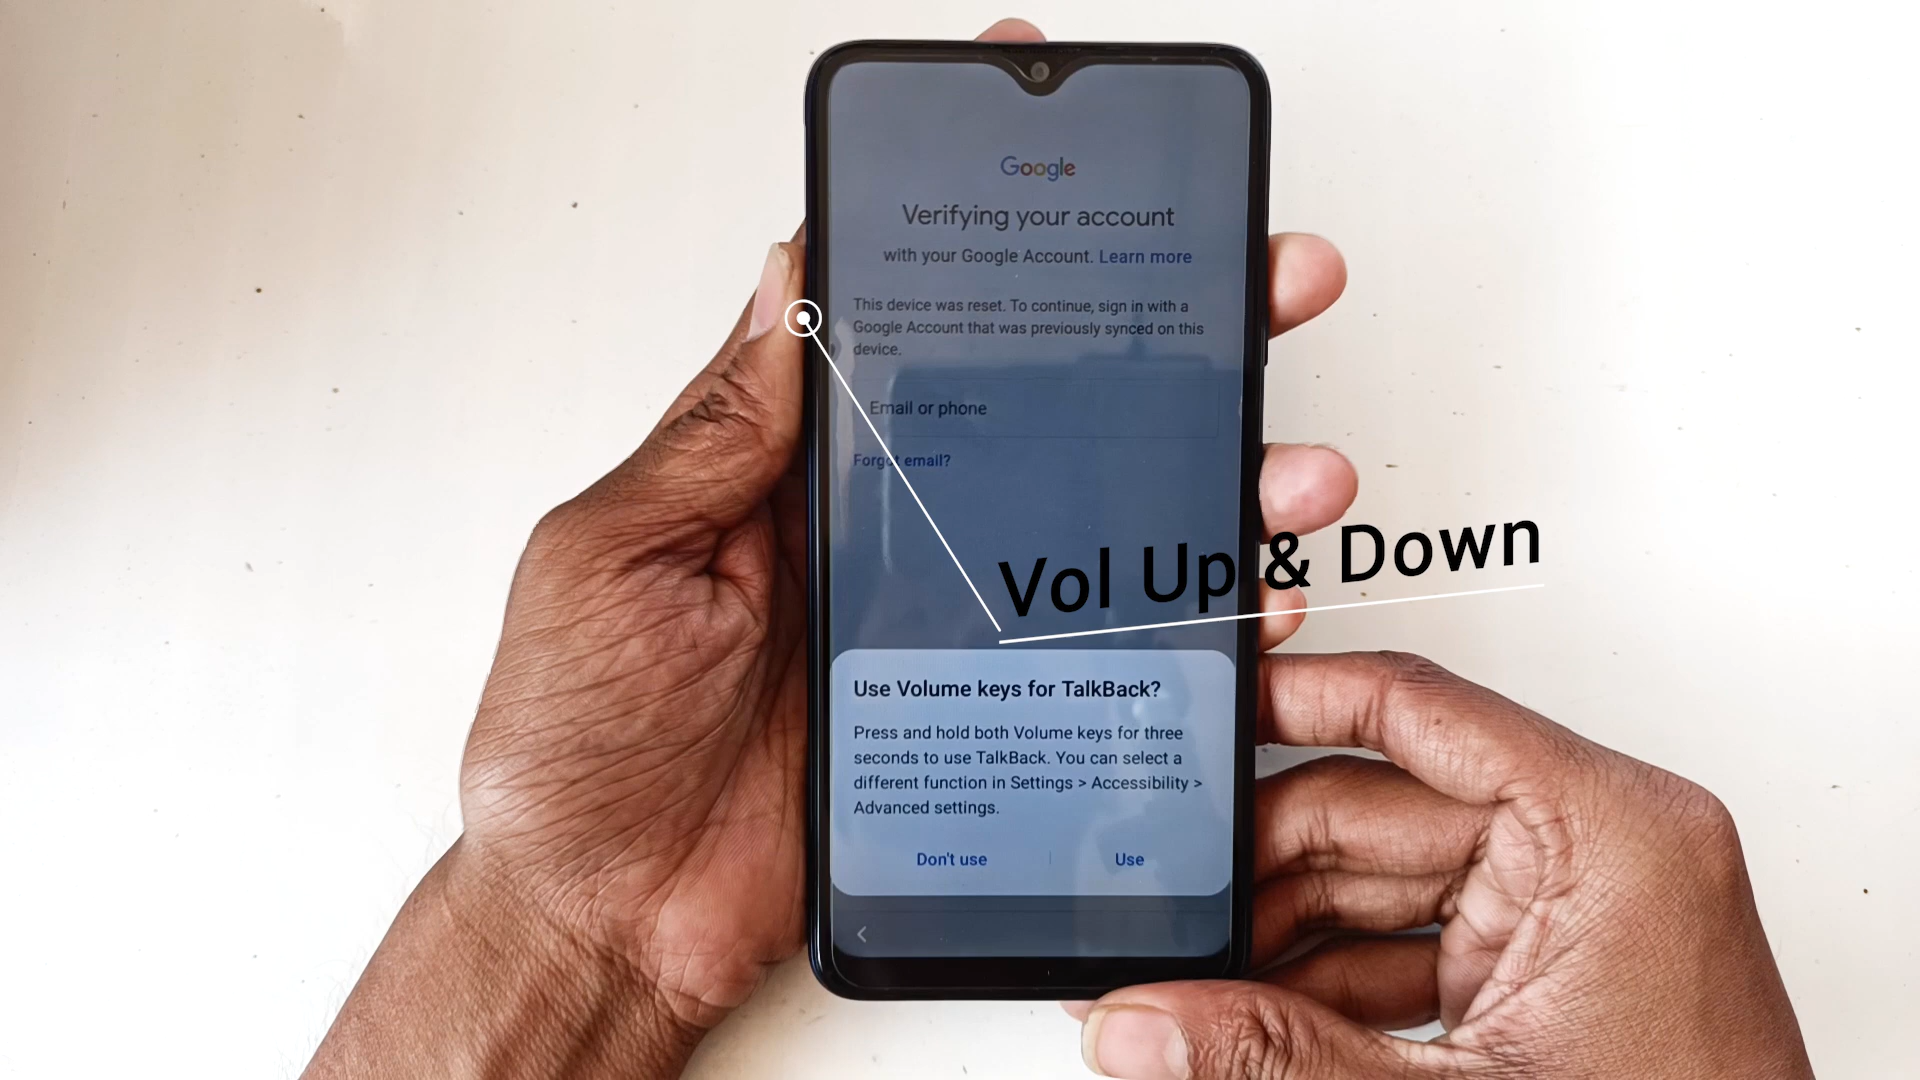 Google
Verifying your account
with your Google Account. Learn more
This device was reset. To continue, sign in with a
Google Account that was previously synced on this
device.
Email or phone
Forgot email?
Vol Up & Down
Use Volume keys for TalkBack?
Press and hold both Volume keys for three
seconds to use TalkBack. You can select a
different function in Settings > Accessibility >
Advanced settings.
Don't use | Use